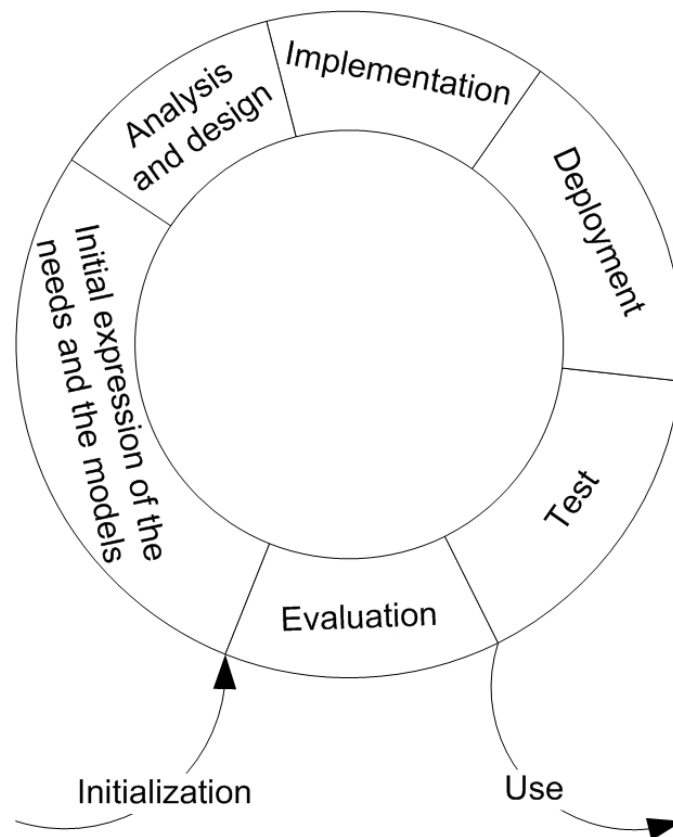 Implementation
Analysis
and design
Deployment
Initial expression of the
needs and the models
Test
Evaluation
Initialization
Use